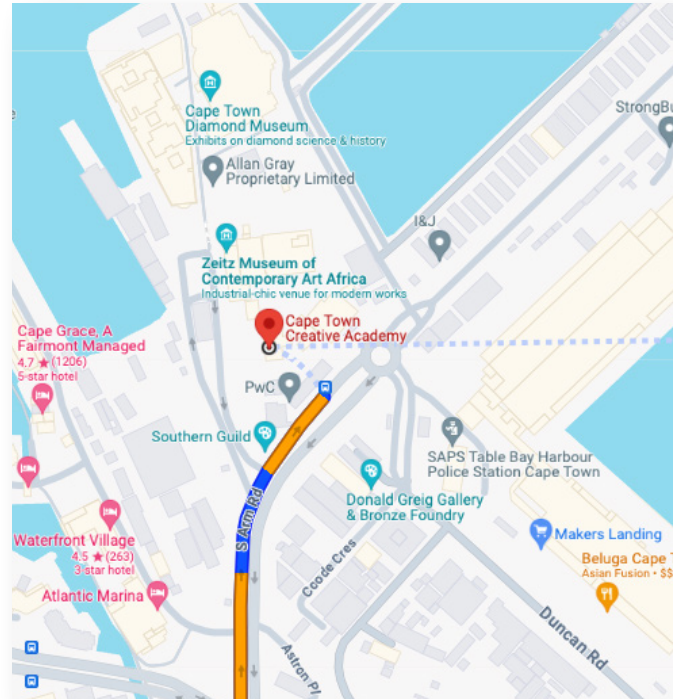 Cape Town
Diamond Museum
Exhibits on diamond science & history
StrongBu
Allan Gray
Proprietary Limited
I&J
Zeitz Museum of
Contemporary Art Africa
Industrial-chic venue for modern works
Cape Town
Creative Academy
Cape Grace, A
Fairmont Managed
4.7 ★ (1206)
5-star hotel
PwC
Southern Guild
SAPS Table Bay Harbour
Police Station Cape Town
Donald Greig Gallery
& Bronze Foundry
S Arm Rd
Waterfront Village
4.5 ★ (263)
3-star hotel
Makers Landing
Beluga Cape T
Asian Fusion • $$
Coode Cres
Atlantic Marina
Duncan Rd
Astron Pl